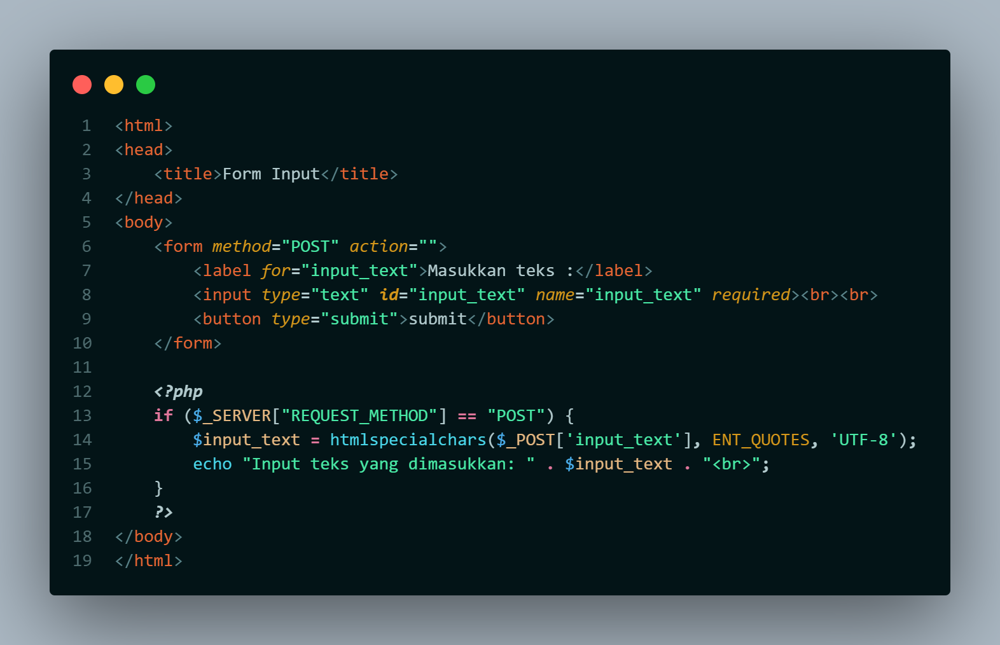 1 <html>
2 <head>
3     <title>Form Input</title>
4 </head>
5 <body>
6     <form method="POST" action="">
7         <label for="input_text">Masukkan teks :</label>
8         <input type="text" id="input_text" name="input_text" required><br><br>
9         <button type="submit">submit</button>
10     </form>
11
12     <?php
13     if ($_SERVER["REQUEST_METHOD"] == "POST") {
14         $input_text = htmlspecialchars($_POST['input_text'], ENT_QUOTES, 'UTF-8');
15         echo "Input teks yang dimasukkan: " . $input_text . "<br>";
16     }
17     ?>
18 </body>
19 </html>